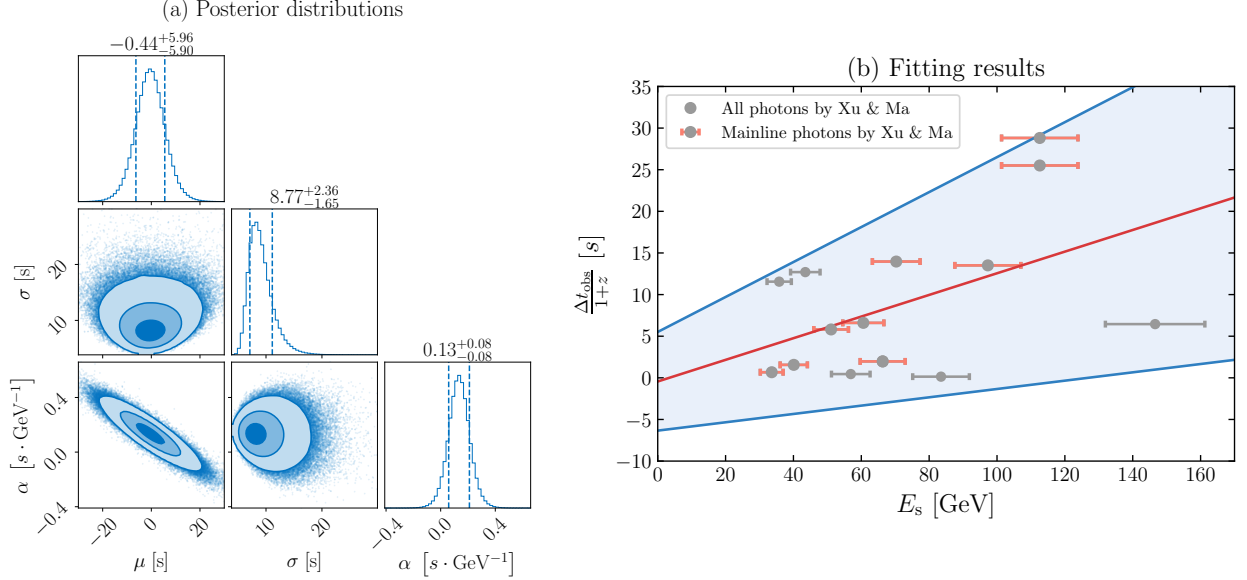 (a) Posterior distributions
−0.44+5.96−5.90
8.77+2.36−1.65
0.13+0.08−0.08
σ [s]
20
10
α [s · GeV−1]
0.4
0.0
−0.4
−20 0 20
μ [s]
10 20
σ [s]
−0.4 0.0 0.4
α [s · GeV−1]
(b) Fitting results
All photons by Xu & Ma
Mainline photons by Xu & Ma
Δtobs/1+z [s]
35
30
25
20
15
10
5
0
−5
−10
0 20 40 60 80 100 120 140 160
Es [GeV]